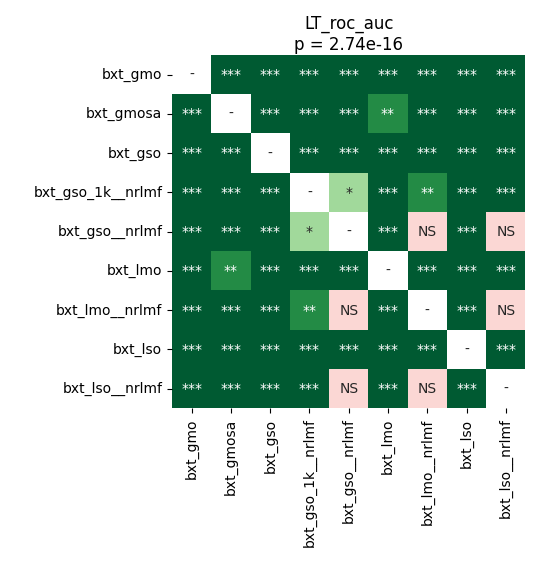 LT_roc_auc
p = 2.74e-16
bxt_gmo - *** *** *** *** *** *** *** ***
bxt_gmosa *** - *** *** *** ** *** *** ***
bxt_gso *** *** - *** *** *** *** *** ***
bxt_gso_1k__nrlmf *** *** *** - * *** ** *** ***
bxt_gso__nrlmf *** *** *** * - *** NS *** NS
bxt_lmo *** ** *** *** *** - *** *** ***
bxt_lmo__nrlmf *** *** *** ** NS *** - *** NS
bxt_lso *** *** *** *** *** *** *** - ***
bxt_lso__nrlmf *** *** *** *** NS *** NS *** -
bxt_gmo
bxt_gmosa
bxt_gso
bxt_gso_1k__nrlmf
bxt_gso__nrlmf
bxt_lmo
bxt_lmo__nrlmf
bxt_lso
bxt_lso__nrlmf